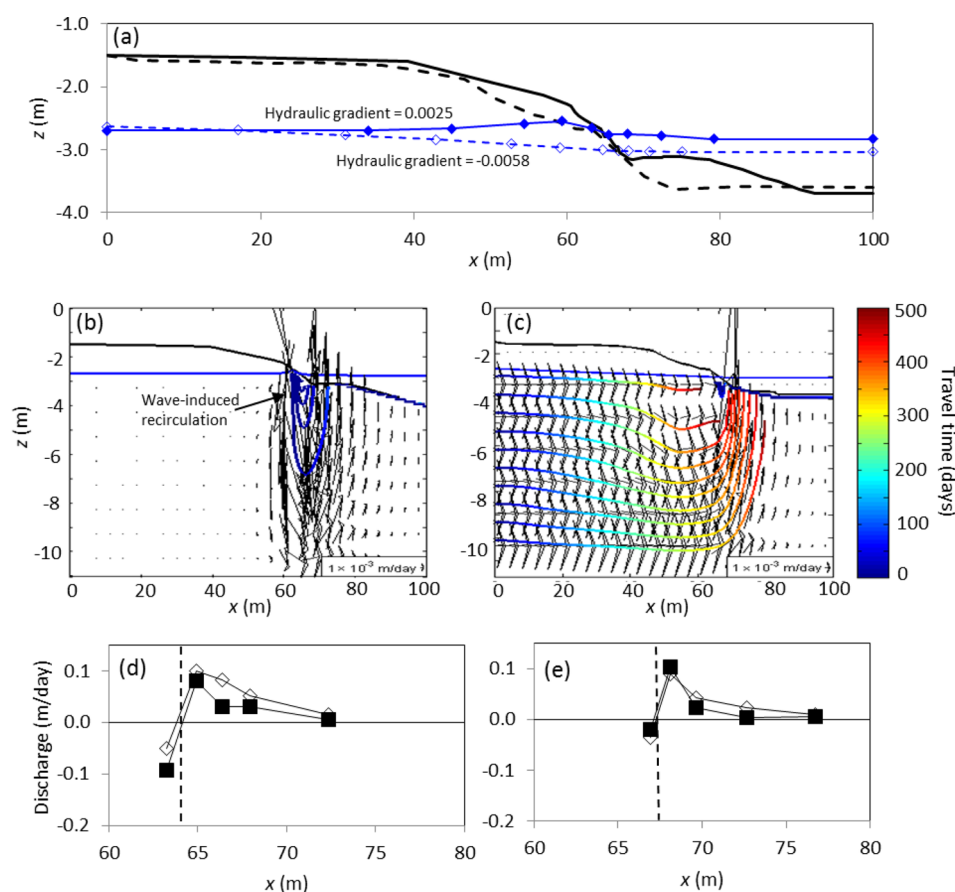 (a)
-1.0
-2.0
-3.0
-4.0
z (m)
Hydraulic gradient = 0.0025
Hydraulic gradient = -0.0058
0 20 40 60 80 100
x (m)
(b)
0
-2
-4
-6
-8
-10
z (m)
Wave-induced
recirculation
1 × 10⁻³ m/day
0 20 40 60 80 100
x (m)
(c)
0
-2
-4
-6
-8
-10
1 × 10⁻³ m/day
0 20 40 60 80 100
x (m)
500
400
300
200
100
0
Travel time (days)
(d)
0.1
0.0
-0.1
-0.2
Discharge (m/day)
60 65 70 75 80
x (m)
(e)
0.1
0.0
-0.1
-0.2
60 65 70 75 80
x (m)